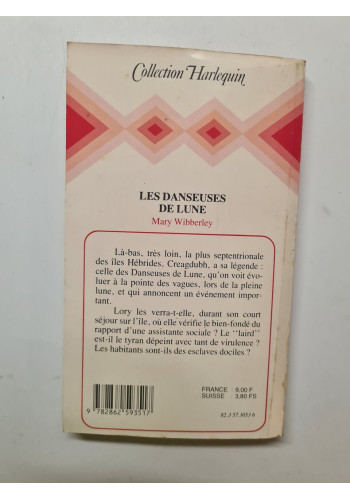 Collection Harlequin
LES DANSEUSES
DE LUNE
Mary Wibberley
Là-bas, très loin, la plus septentrionale
des îles Hébrides, Creagdubh, a sa légende :
celle des Danseuses de Lune, qu'on voit évo-
luer à la pointe des vagues, lors de la pleine
lune, et qui annoncent un événement impor-
tant.
Lory les verra-t-elle, durant son court
séjour sur l'île, où elle vérifie le bien-fondé du
rapport d'une assistante sociale ? Le "laird"
est-il le tyran dépeint avec tant de virulence ?
Les habitants sont-ils des esclaves dociles ?
FRANCE : 9,00 F
SUISSE : 3,80 FS
9 782862 593517